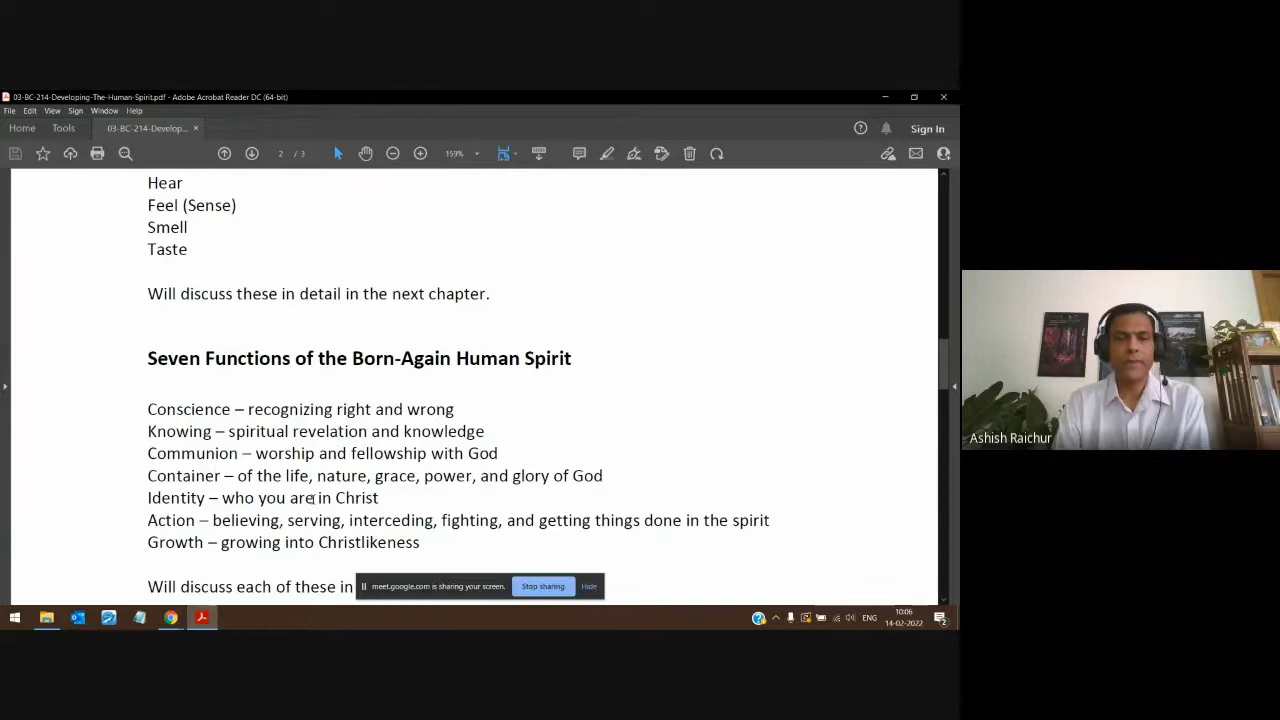 03-BC-214-Developing-The-Human-Spirit.pdf - Adobe Acrobat Reader DC (64-bit)
File Edit View Sign Window Help
Home Tools 03-BC-214-Develop... × Sign In
2 / 3 159%
Hear
Feel (Sense)
Smell
Taste
Will discuss these in detail in the next chapter.
Seven Functions of the Born-Again Human Spirit
Conscience – recognizing right and wrong
Knowing – spiritual revelation and knowledge
Communion – worship and fellowship with God
Container – of the life, nature, grace, power, and glory of God
Identity – who you are in Christ
Action – believing, serving, interceding, fighting, and getting things done in the spirit
Growth – growing into Christlikeness
Will discuss each of these in
meet.google.com is sharing your screen. Stop sharing Hide
Ashish Raichur
ENG 10:06
14-02-2022